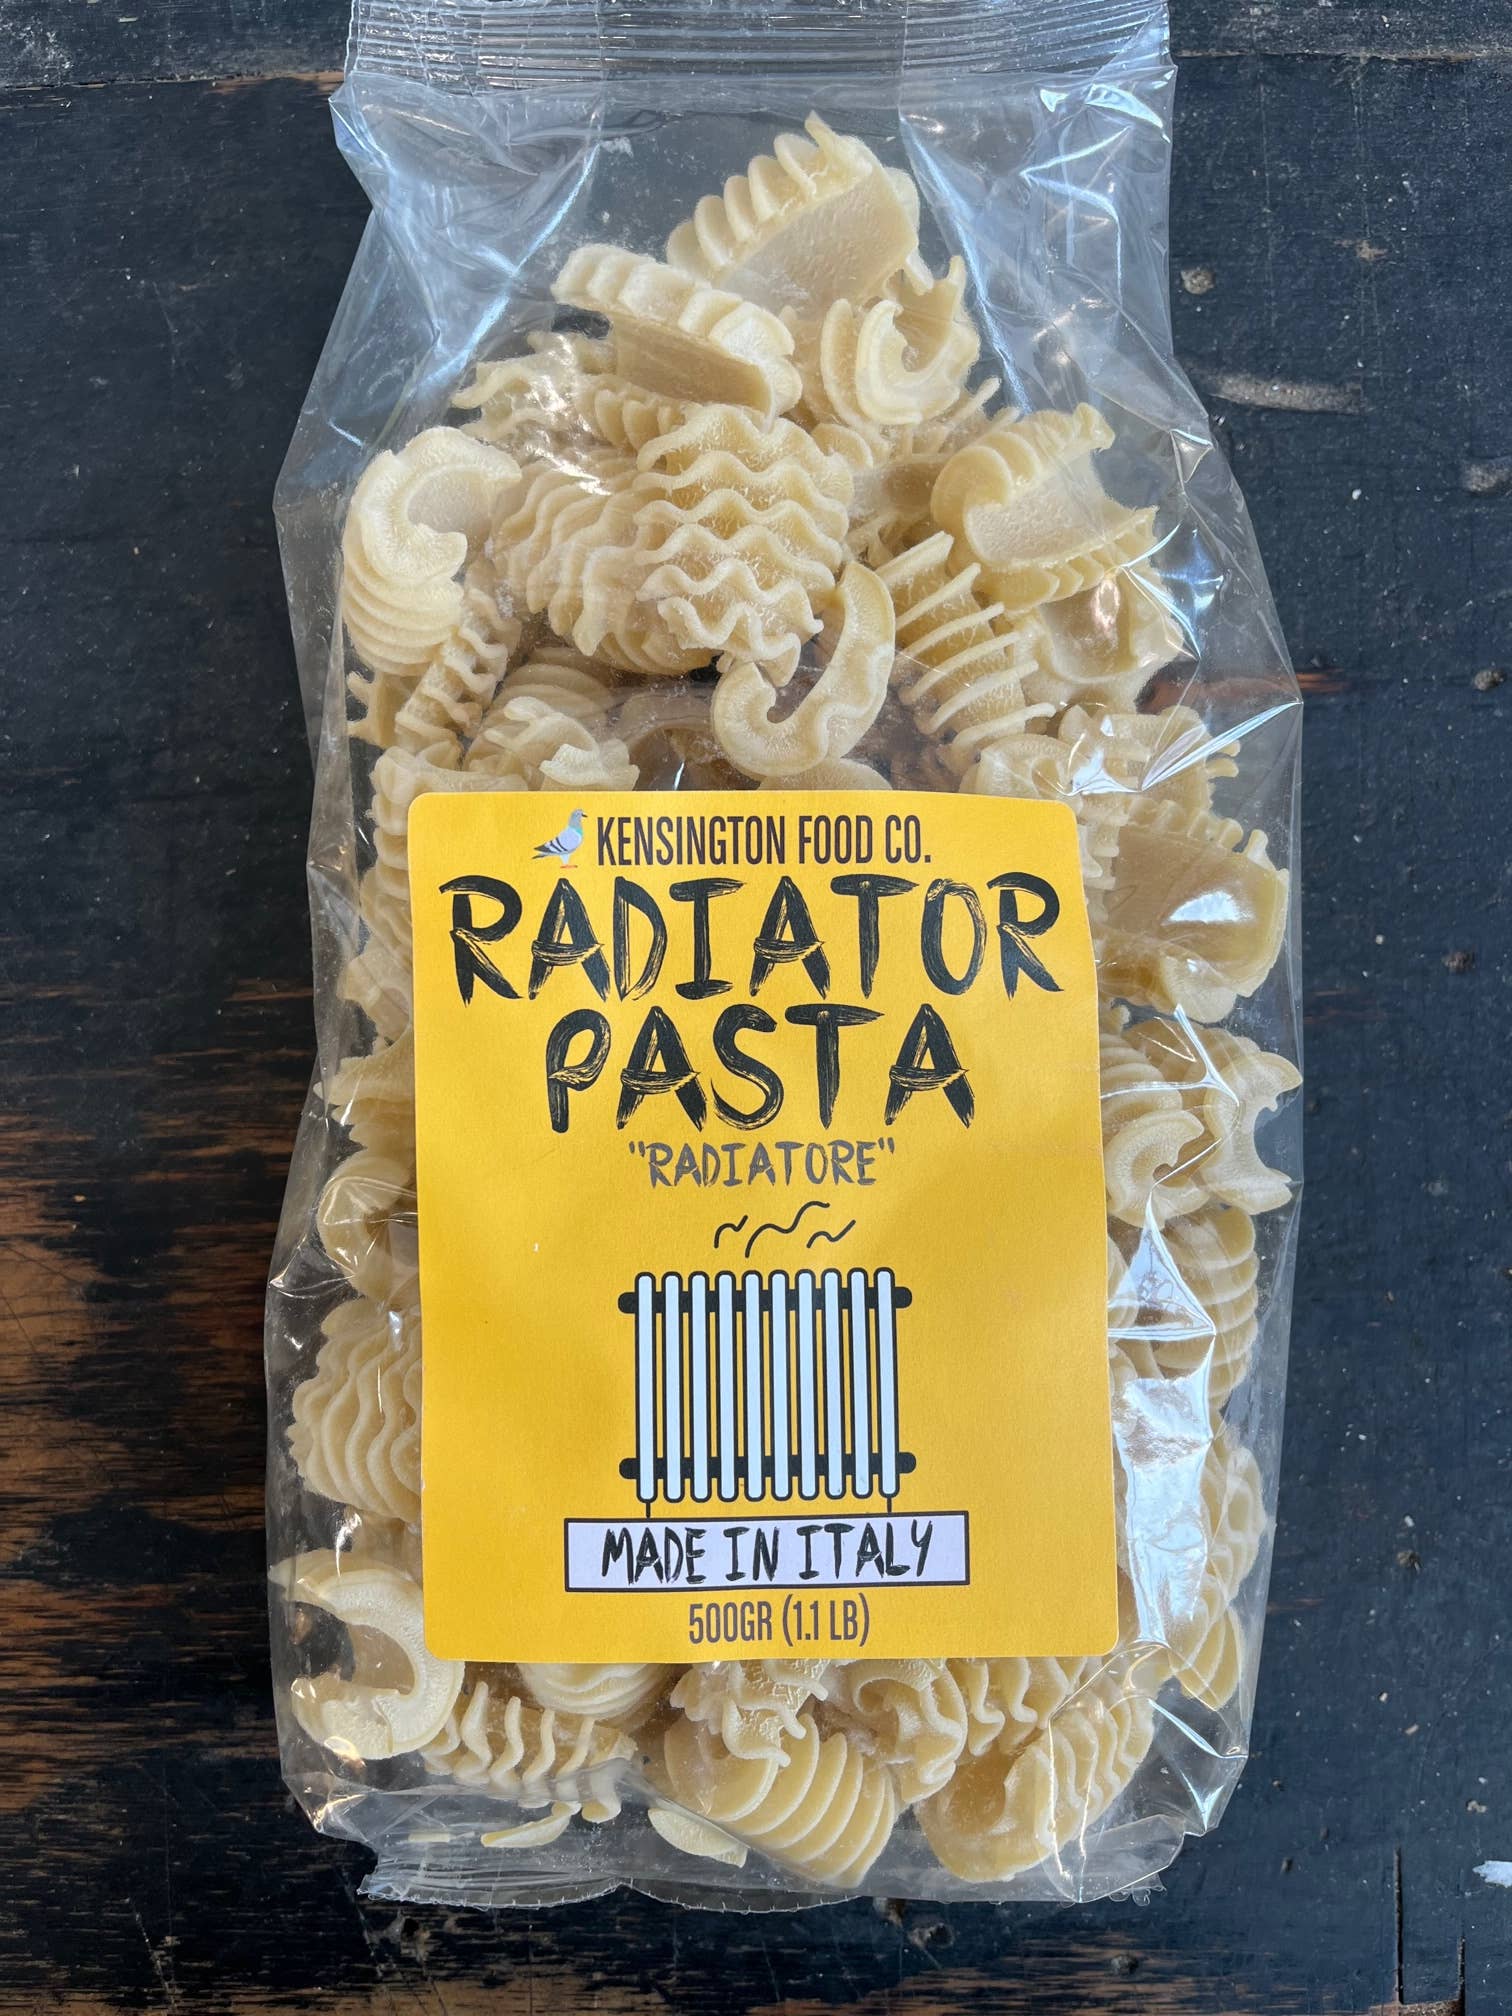 KENSINGTON FOOD CO.
RADIATOR
PASTA
"RADIATORE"
MADE IN ITALY
500GR (1.1 LB)